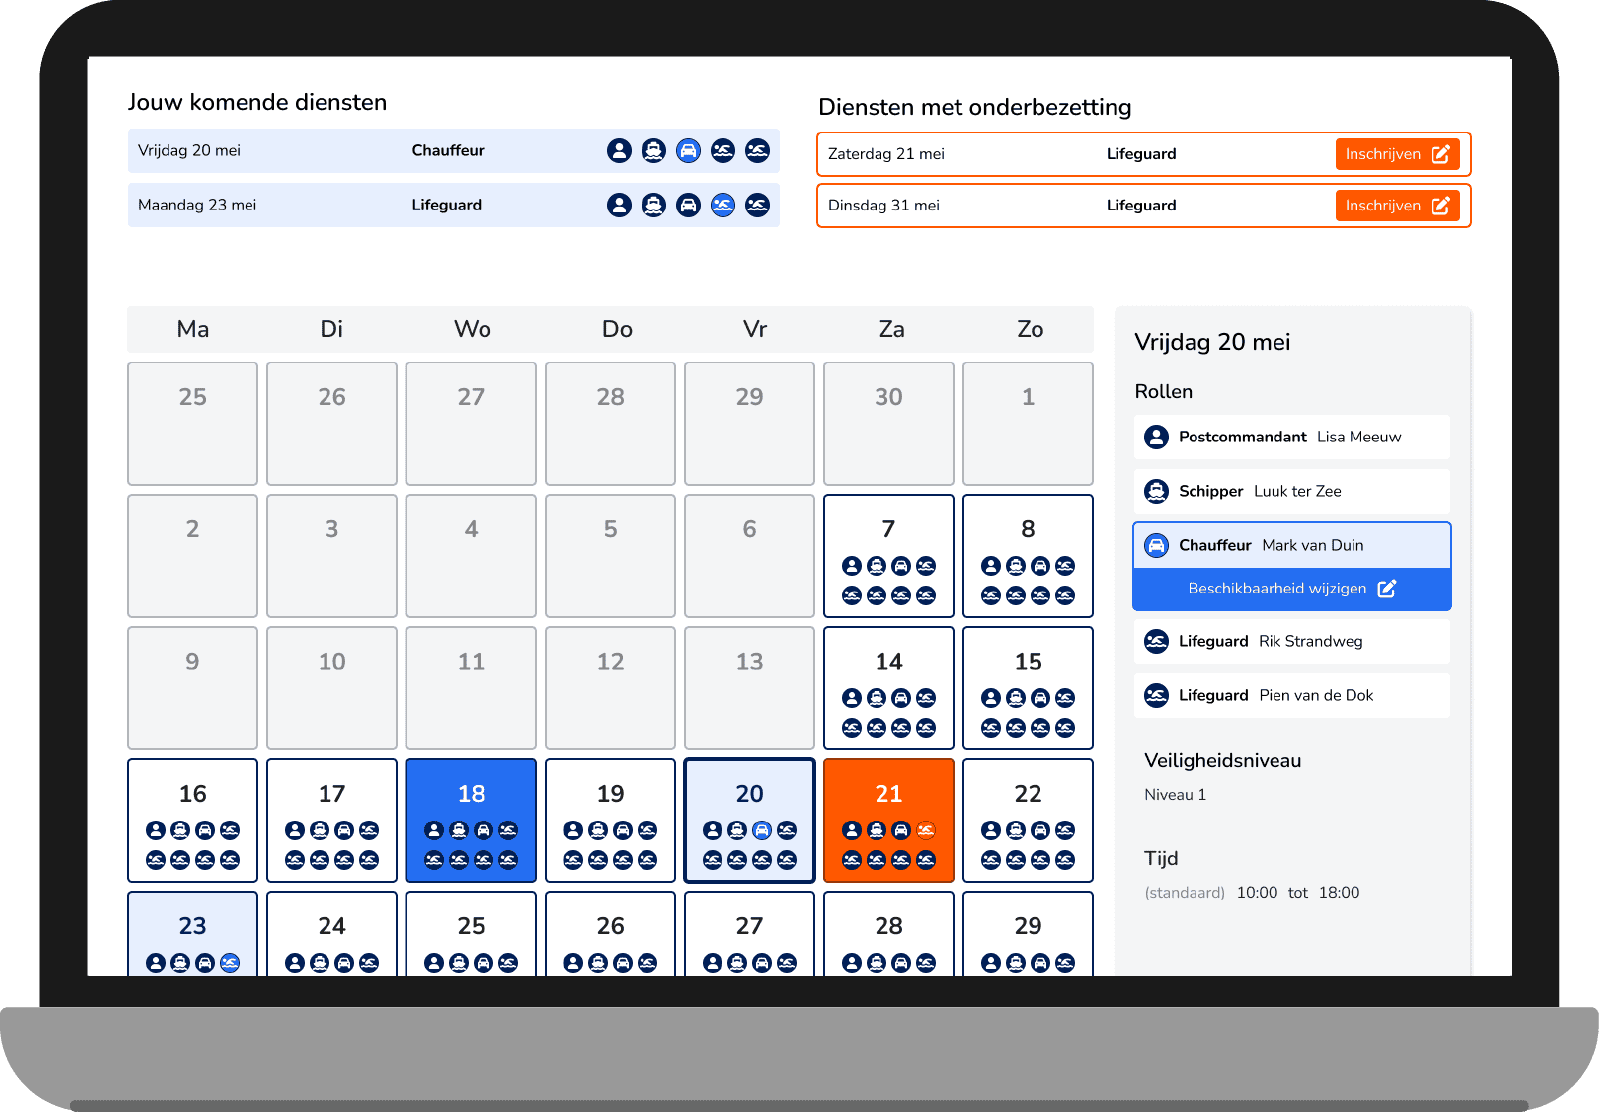 Jouw komende diensten
Vrijdag 20 mei Chauffeur
Maandag 23 mei Lifeguard
Diensten met onderbezetting
Zaterdag 21 mei Lifeguard Inschrijven
Dinsdag 31 mei Lifeguard Inschrijven
Ma Di Wo Do Vr Za Zo
25 26 27 28 29 30 1
2 3 4 5 6 7 8
9 10 11 12 13 14 15
16 17 18 19 20 21 22
23 24 25 26 27 28 29
Vrijdag 20 mei
Rollen
Postcommandant Lisa Meeuw
Schipper Luuk ter Zee
Chauffeur Mark van Duin
Beschikbaarheid wijzigen
Lifeguard Rik Strandweg
Lifeguard Pien van de Dok
Veiligheidsniveau
Niveau 1
Tijd
(standaard) 10:00 tot 18:00